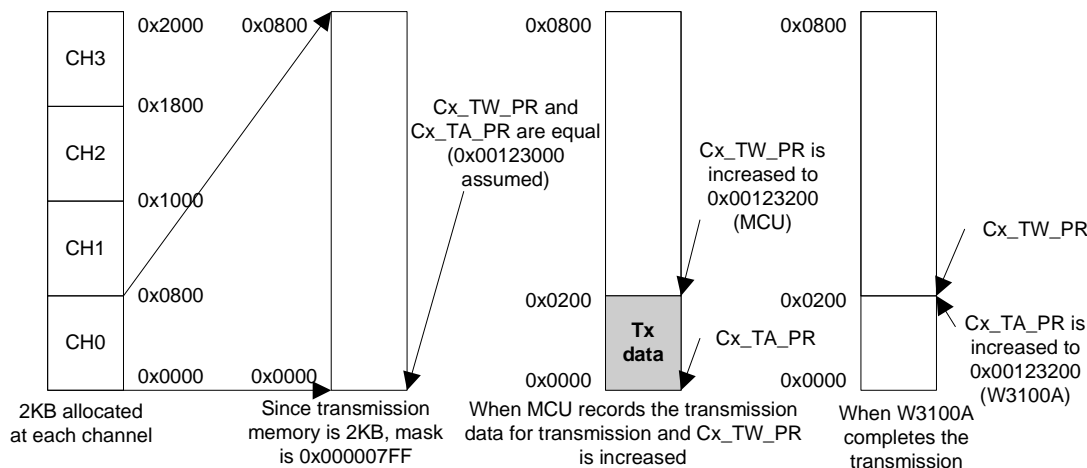 0x2000
CH3
0x1800
CH2
0x1000
CH1
0x0800
CH0
0x0000
2KB allocated
at each channel
0x0800
0x0000
Cx_TW_PR and
Cx_TA_PR are equal
(0x00123000
assumed)
Since transmission
memory is 2KB, mask
is 0x000007FF
0x0800
Cx_TW_PR is
increased to
0x00123200
(MCU)
0x0200
Tx
data
Cx_TA_PR
0x0000
When MCU records the transmission
data for transmission and Cx_TW_PR
is increased
0x0800
Cx_TW_PR
0x0200
Cx_TA_PR is
increased to
0x00123200
(W3100A)
0x0000
When W3100A
completes the
transmission